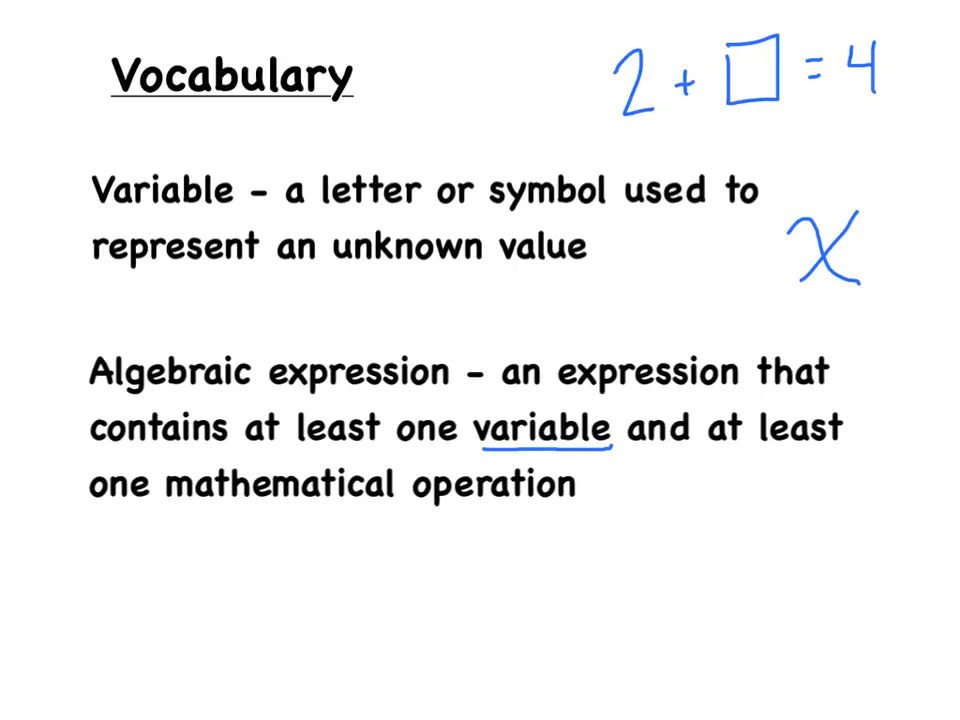 Vocabulary
2 + □ = 4
Variable - a letter or symbol used to
represent an unknown value
x
Algebraic expression - an expression that
contains at least one variable and at least
one mathematical operation